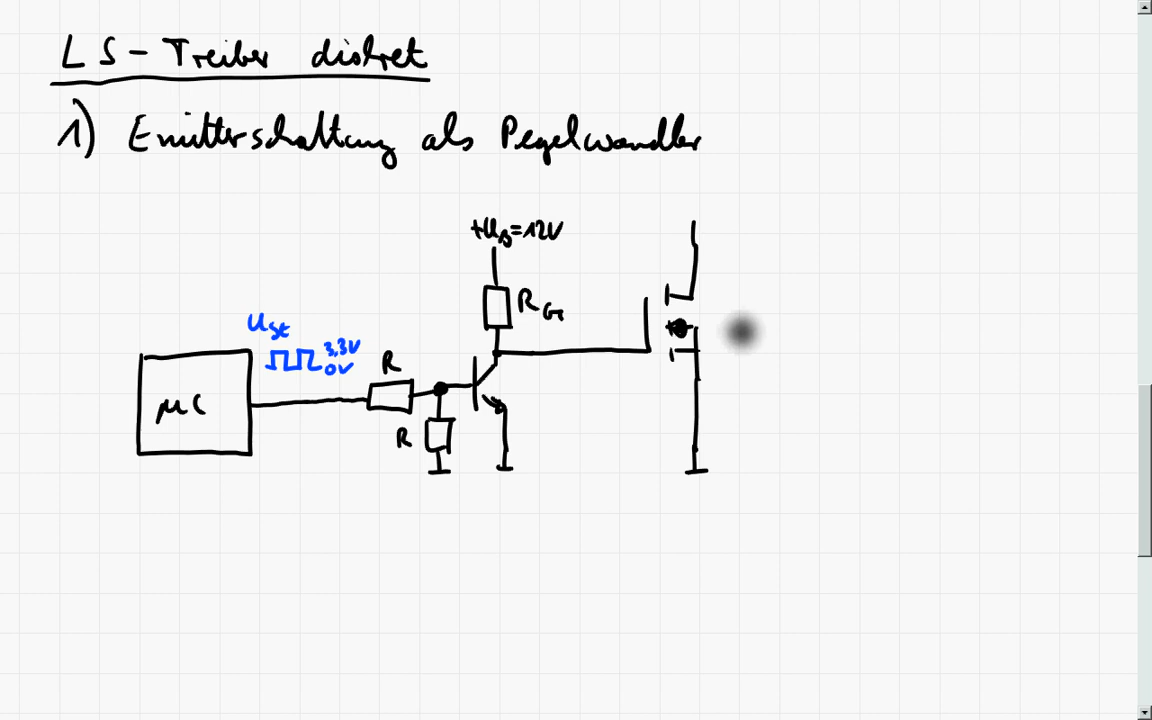 LS-Treiber diskret
1) Emitterschaltung als Pegelwandler
+U_B=12V
R_G
U_St
3,3V
0V
R
µC
R